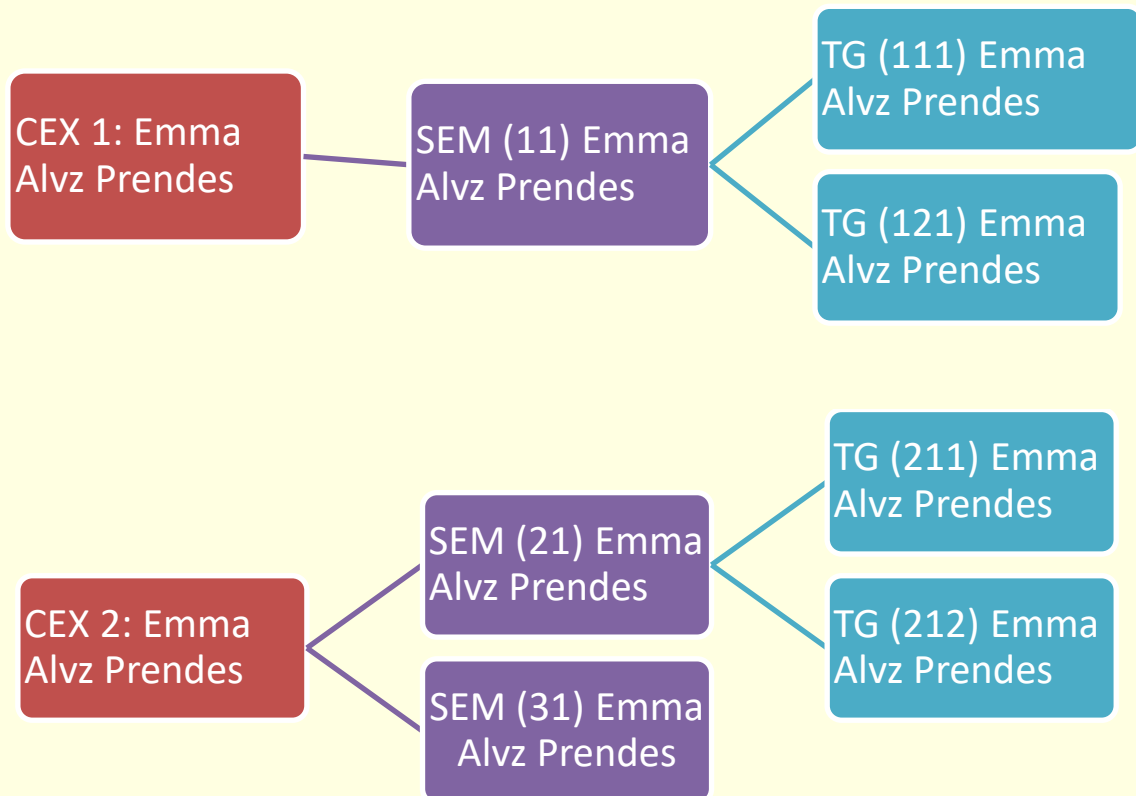 CEX 1: Emma
Alvz Prendes
SEM (11) Emma
Alvz Prendes
TG (111) Emma
Alvz Prendes
TG (121) Emma
Alvz Prendes
CEX 2: Emma
Alvz Prendes
SEM (21) Emma
Alvz Prendes
TG (211) Emma
Alvz Prendes
TG (212) Emma
Alvz Prendes
SEM (31) Emma
Alvz Prendes